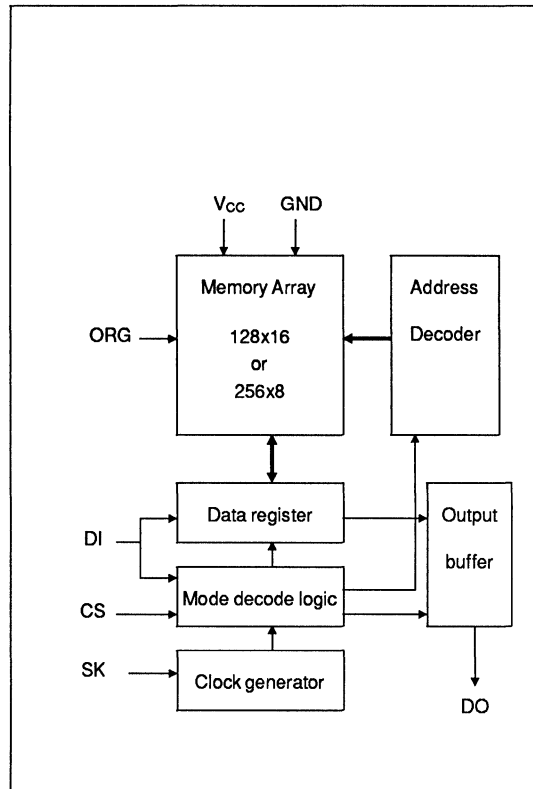 Vcc GND
Memory Array
128x16
or
256x8
Address
Decoder
ORG
Data register
Output
buffer
DI
Mode decode logic
CS
SK
Clock generator
DO